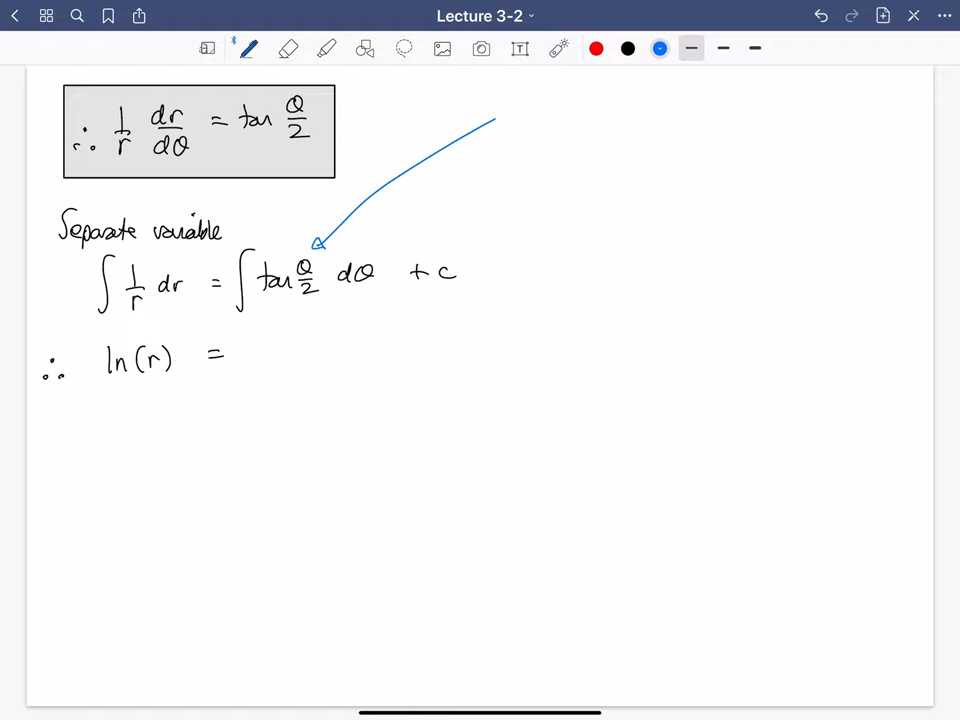 Lecture 3-2
∴ 1/r dr/dθ = tan θ/2
Separate variable
∫ 1/r dr = ∫ tan θ/2 dθ + c
∴ ln(r) =